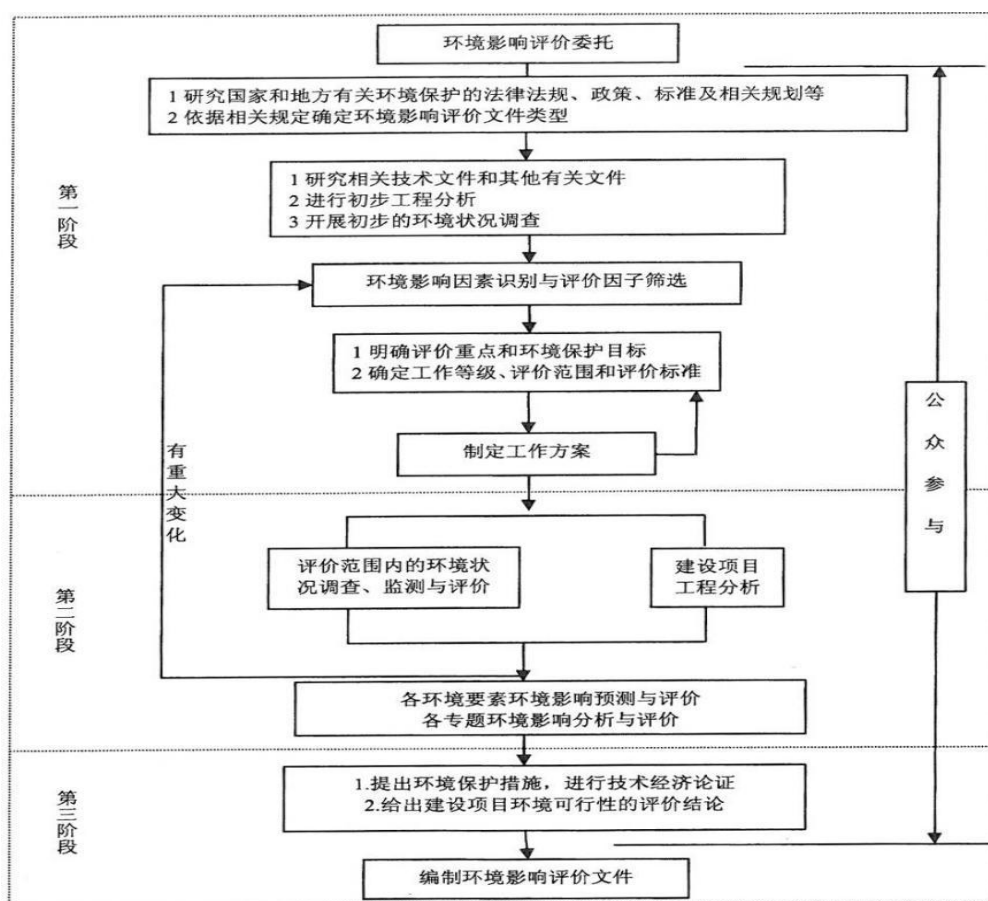 环境影响评价委托
1 研究国家和地方有关环境保护的法律法规、政策、标准及相关规划等
2 依据相关规定确定环境影响评价文件类型
1 研究相关技术文件和其他有关文件
2 进行初步工程分析
3 开展初步的环境状况调查
第一阶段
环境影响因素识别与评价因子筛选
1 明确评价重点和环境保护目标
2 确定工作等级、评价范围和评价标准
公众参与
制定工作方案
有重大变化
评价范围内的环境状
况调查、监测与评价
建设项目
工程分析
第二阶段
各环境要素环境影响预测与评价
各专题环境影响分析与评价
第三阶段
1.提出环境保护措施，进行技术经济论证
2.给出建设项目环境可行性的评价结论
编制环境影响评价文件